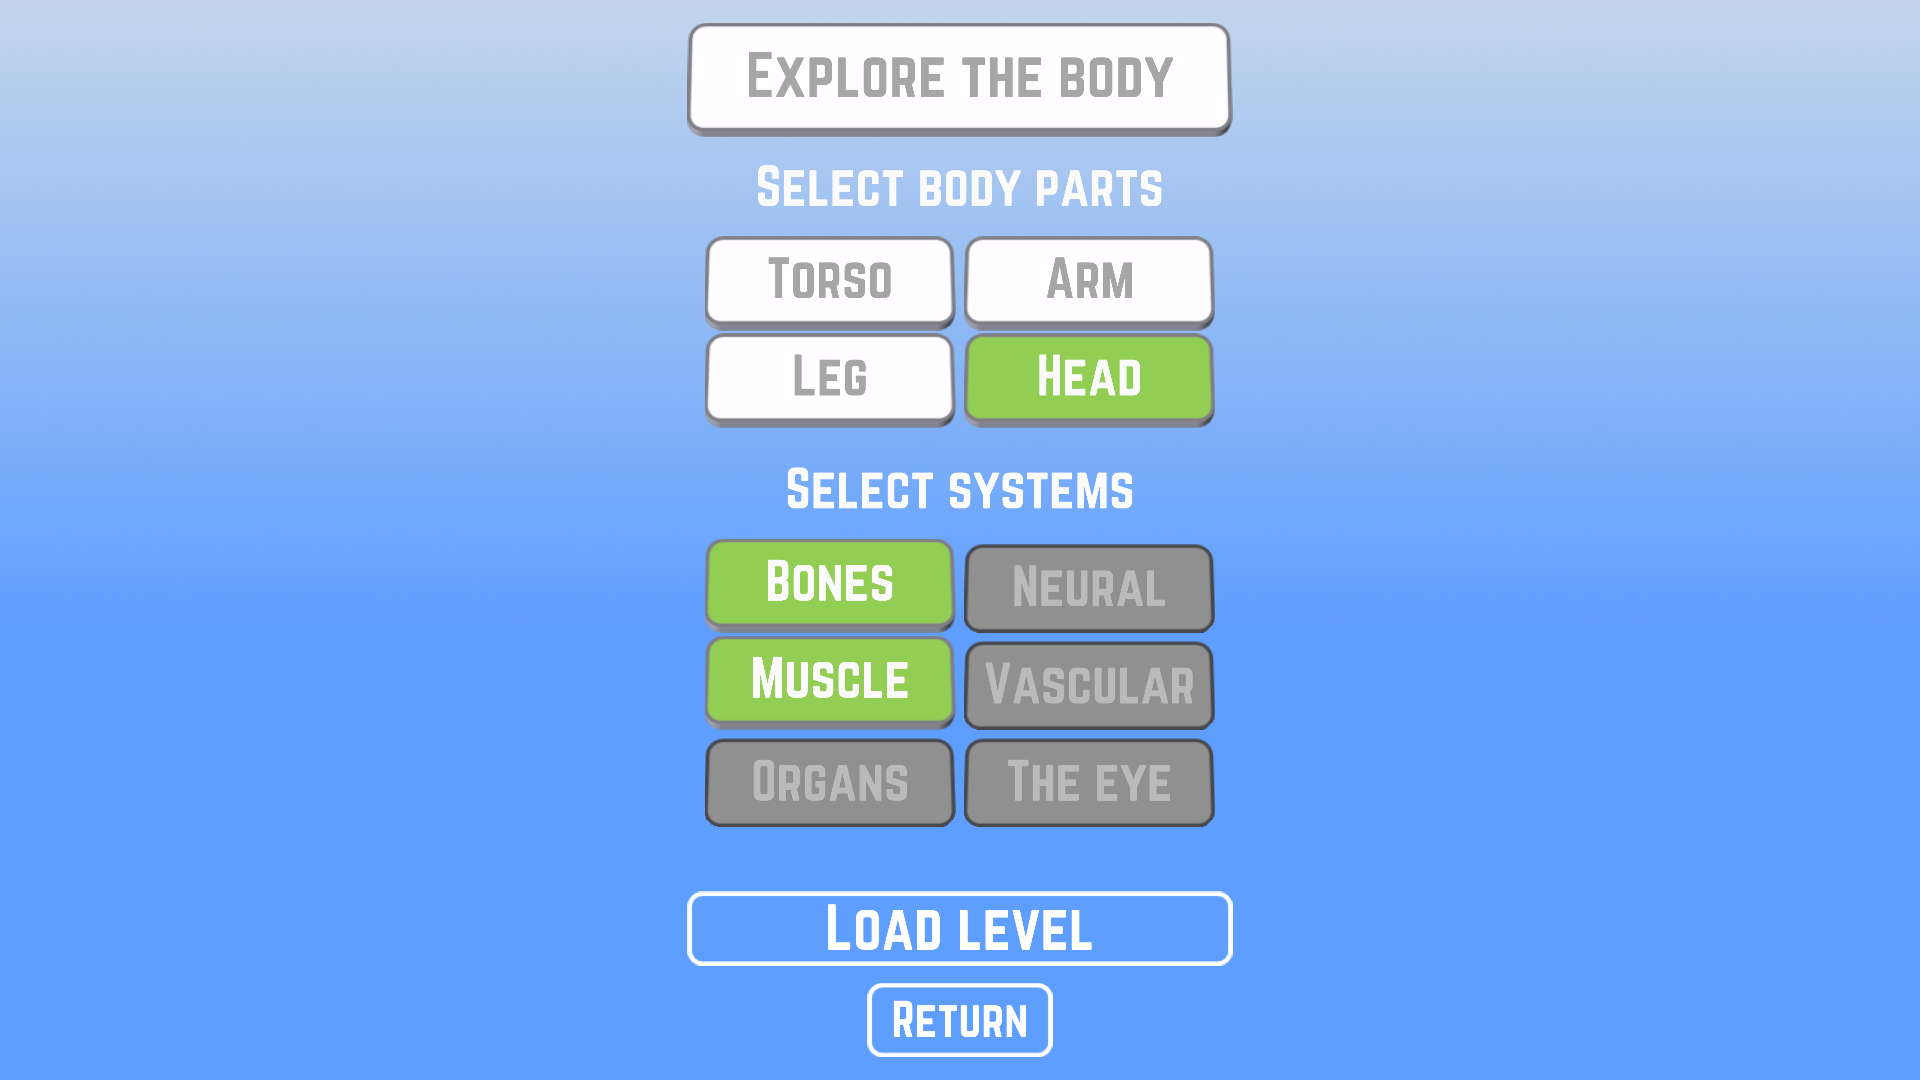 Explore the body
Select body parts
Torso
Arm
Leg
Head
Select systems
Bones
Neural
Muscle
Vascular
Organs
The eye
Load level
Return